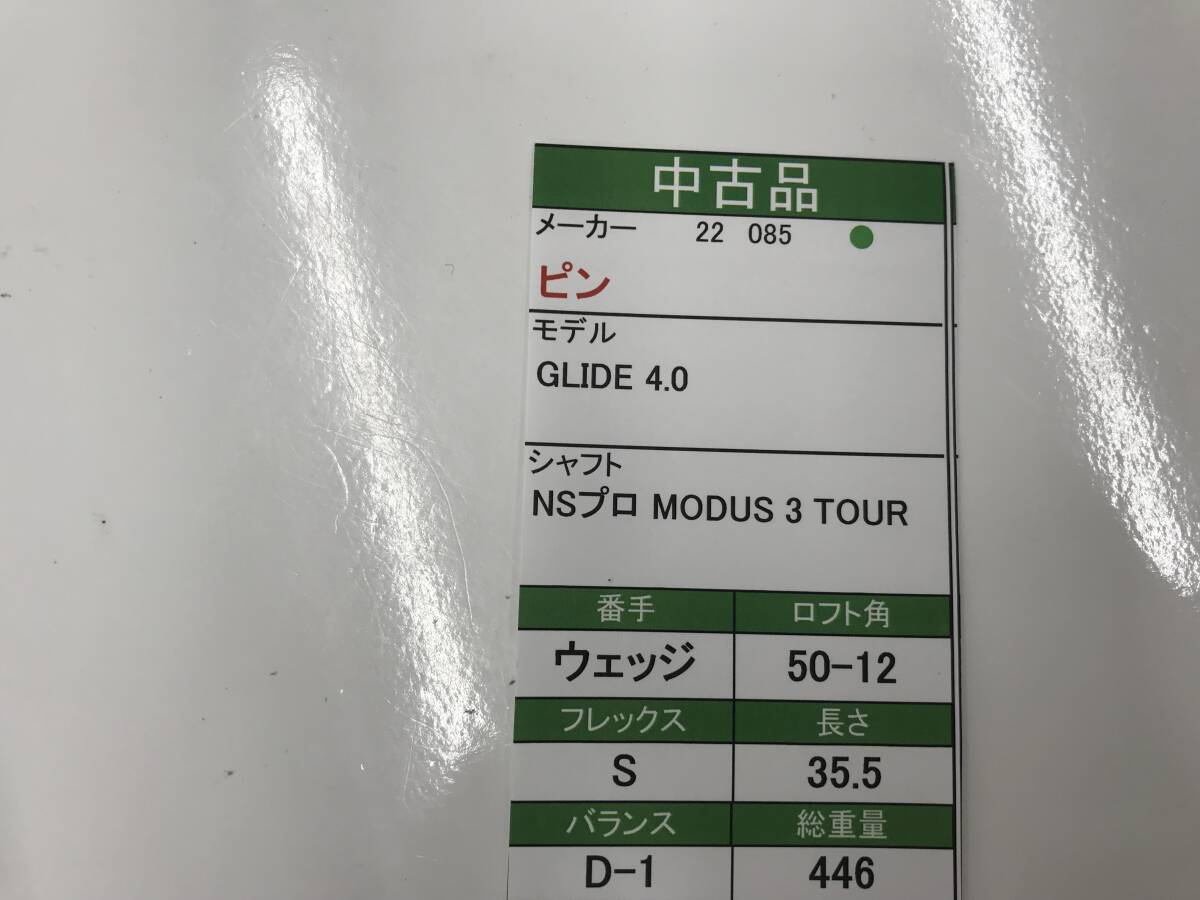 中古品
メーカー 22 085
ピン
モデル
GLIDE 4.0
シャフト
NSプロ MODUS 3 TOUR
番手 ロフト角
ウェッジ 50-12
フレックス 長さ
S 35.5
バランス 総重量
D-1 446